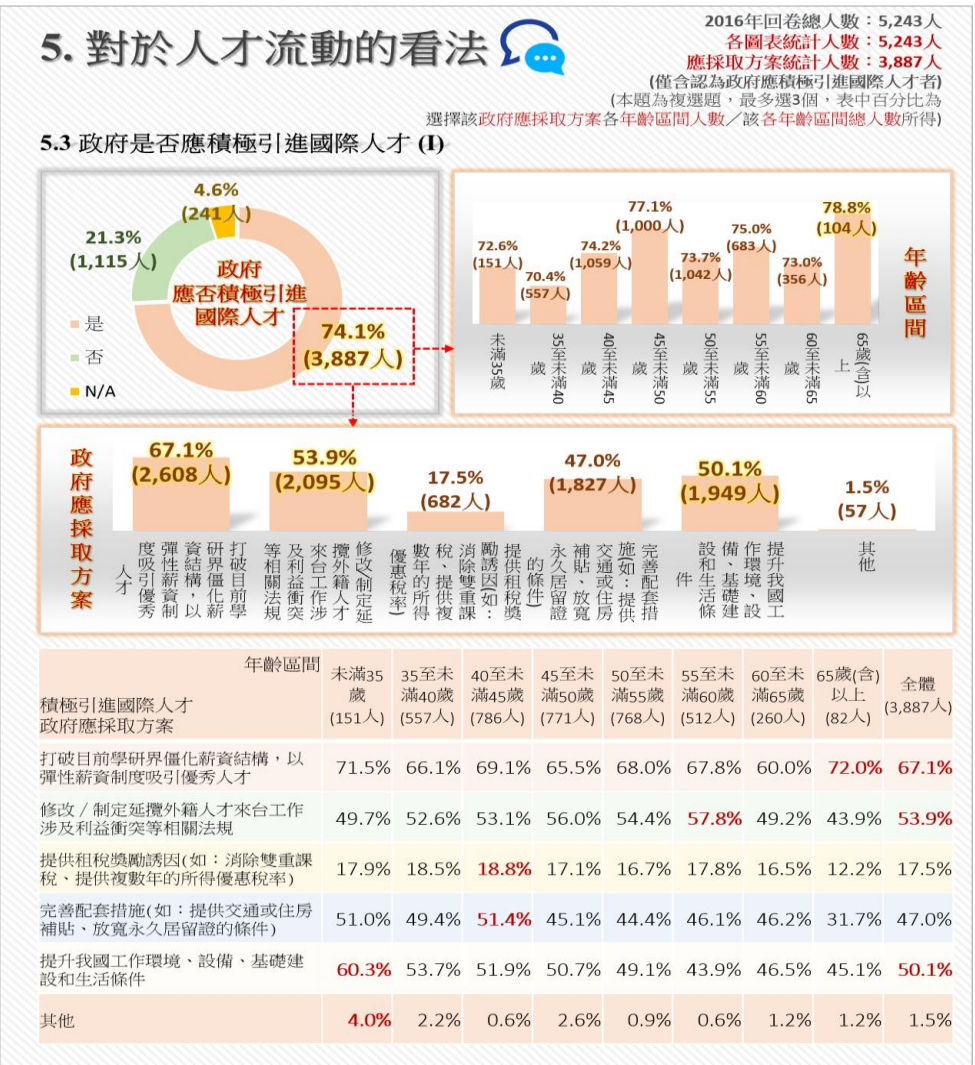 5. 對於人才流動的看法
2016年回卷總人數：5,243人
各圖表統計人數：5,243人
應採取方案統計人數：3,887人
(僅含認為政府應積極引進國際人才者)
(本題為複選題，最多選3個，表中百分比為
選擇該政府應採取方案各年齡區間人數／該各年齡區間總人數所得)
5.3 政府是否應積極引進國際人才 (I)
4.6%
(241人)
21.3%
(1,115人)
政府
應否積極引進
國際人才
74.1%
(3,887人)
是
否
N/A
72.6%
(151人)
70.4%
(557人)
74.2%
(1,059人)
77.1%
(1,000人)
73.7%
(1,042人)
75.0%
(683人)
73.0%
(356人)
78.8%
(104人)
未滿35歲
35至未滿40
歲
40至未滿45
歲
45至未滿50
歲
50至未滿55
歲
55至未滿60
歲
60至未滿65
歲
65歲(含)以
上
年齡區間
政府應採取方案
67.1%
(2,608人)
53.9%
(2,095人)
17.5%
(682人)
47.0%
(1,827人)
50.1%
(1,949人)
1.5%
(57人)
打破目前學
研界僵化薪
資結構，以
彈性薪資制
度吸引優秀
人才
修改/制定延
攬外籍人才
來台工作涉
及利益衝突
等相關法規
提供租稅獎
勵誘因(如：
消除雙重課
稅、提供複
數年的所得
優惠稅率)
完善配套措
施(如：提供
交通或住房
補貼、放寬
永久居留證
的條件)
提升我國工
作環境、設
備、基礎建
設和生活條
件
其他
年齡區間
積極引進國際人才
政府應採取方案
未滿35
歲
(151人)
35至未
滿40歲
(557人)
40至未
滿45歲
(786人)
45至未
滿50歲
(771人)
50至未
滿55歲
(768人)
55至未
滿60歲
(512人)
60至未
滿65歲
(260人)
65歲(含)
以上
(82人)
全體
(3,887人)
打破目前學研界僵化薪資結構，以
彈性薪資制度吸引優秀人才
71.5% 66.1% 69.1% 65.5% 68.0% 67.8% 60.0% 72.0% 67.1%
修改／制定延攬外籍人才來台工作
涉及利益衝突等相關法規
49.7% 52.6% 53.1% 56.0% 54.4% 57.8% 49.2% 43.9% 53.9%
提供租稅獎勵誘因(如：消除雙重課
稅、提供複數年的所得優惠稅率)
17.9% 18.5% 18.8% 17.1% 16.7% 17.8% 16.5% 12.2% 17.5%
完善配套措施(如：提供交通或住房
補貼、放寬永久居留證的條件)
51.0% 49.4% 51.4% 45.1% 44.4% 46.1% 46.2% 31.7% 47.0%
提升我國工作環境、設備、基礎建
設和生活條件
60.3% 53.7% 51.9% 50.7% 49.1% 43.9% 46.5% 45.1% 50.1%
其他
4.0% 2.2% 0.6% 2.6% 0.9% 0.6% 1.2% 1.2% 1.5%